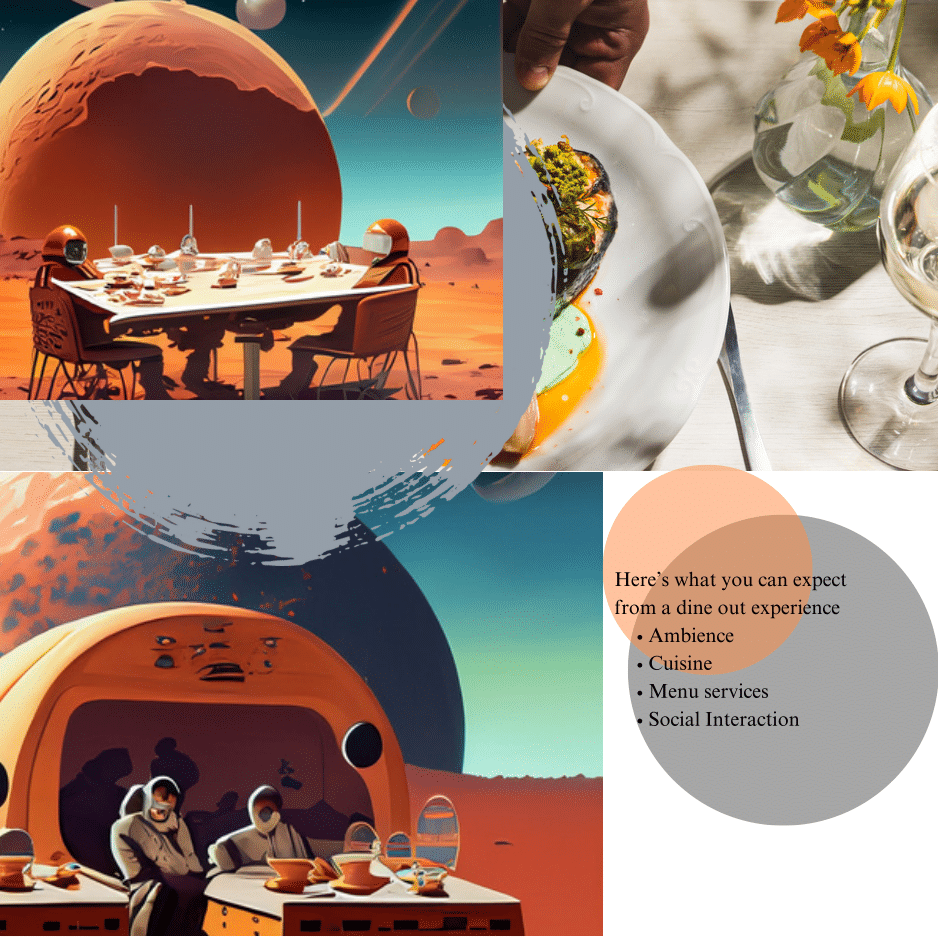 Here’s what you can expect
from a dine out experience
• Ambience
• Cuisine
• Menu services
• Social Interaction